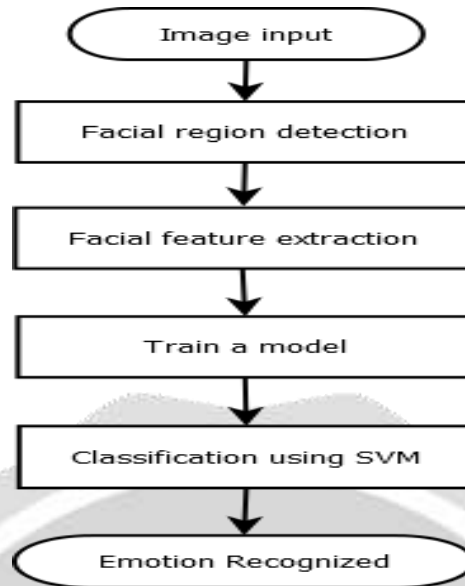 Image input
Facial region detection
Facial feature extraction
Train a model
Classification using SVM
Emotion Recognized